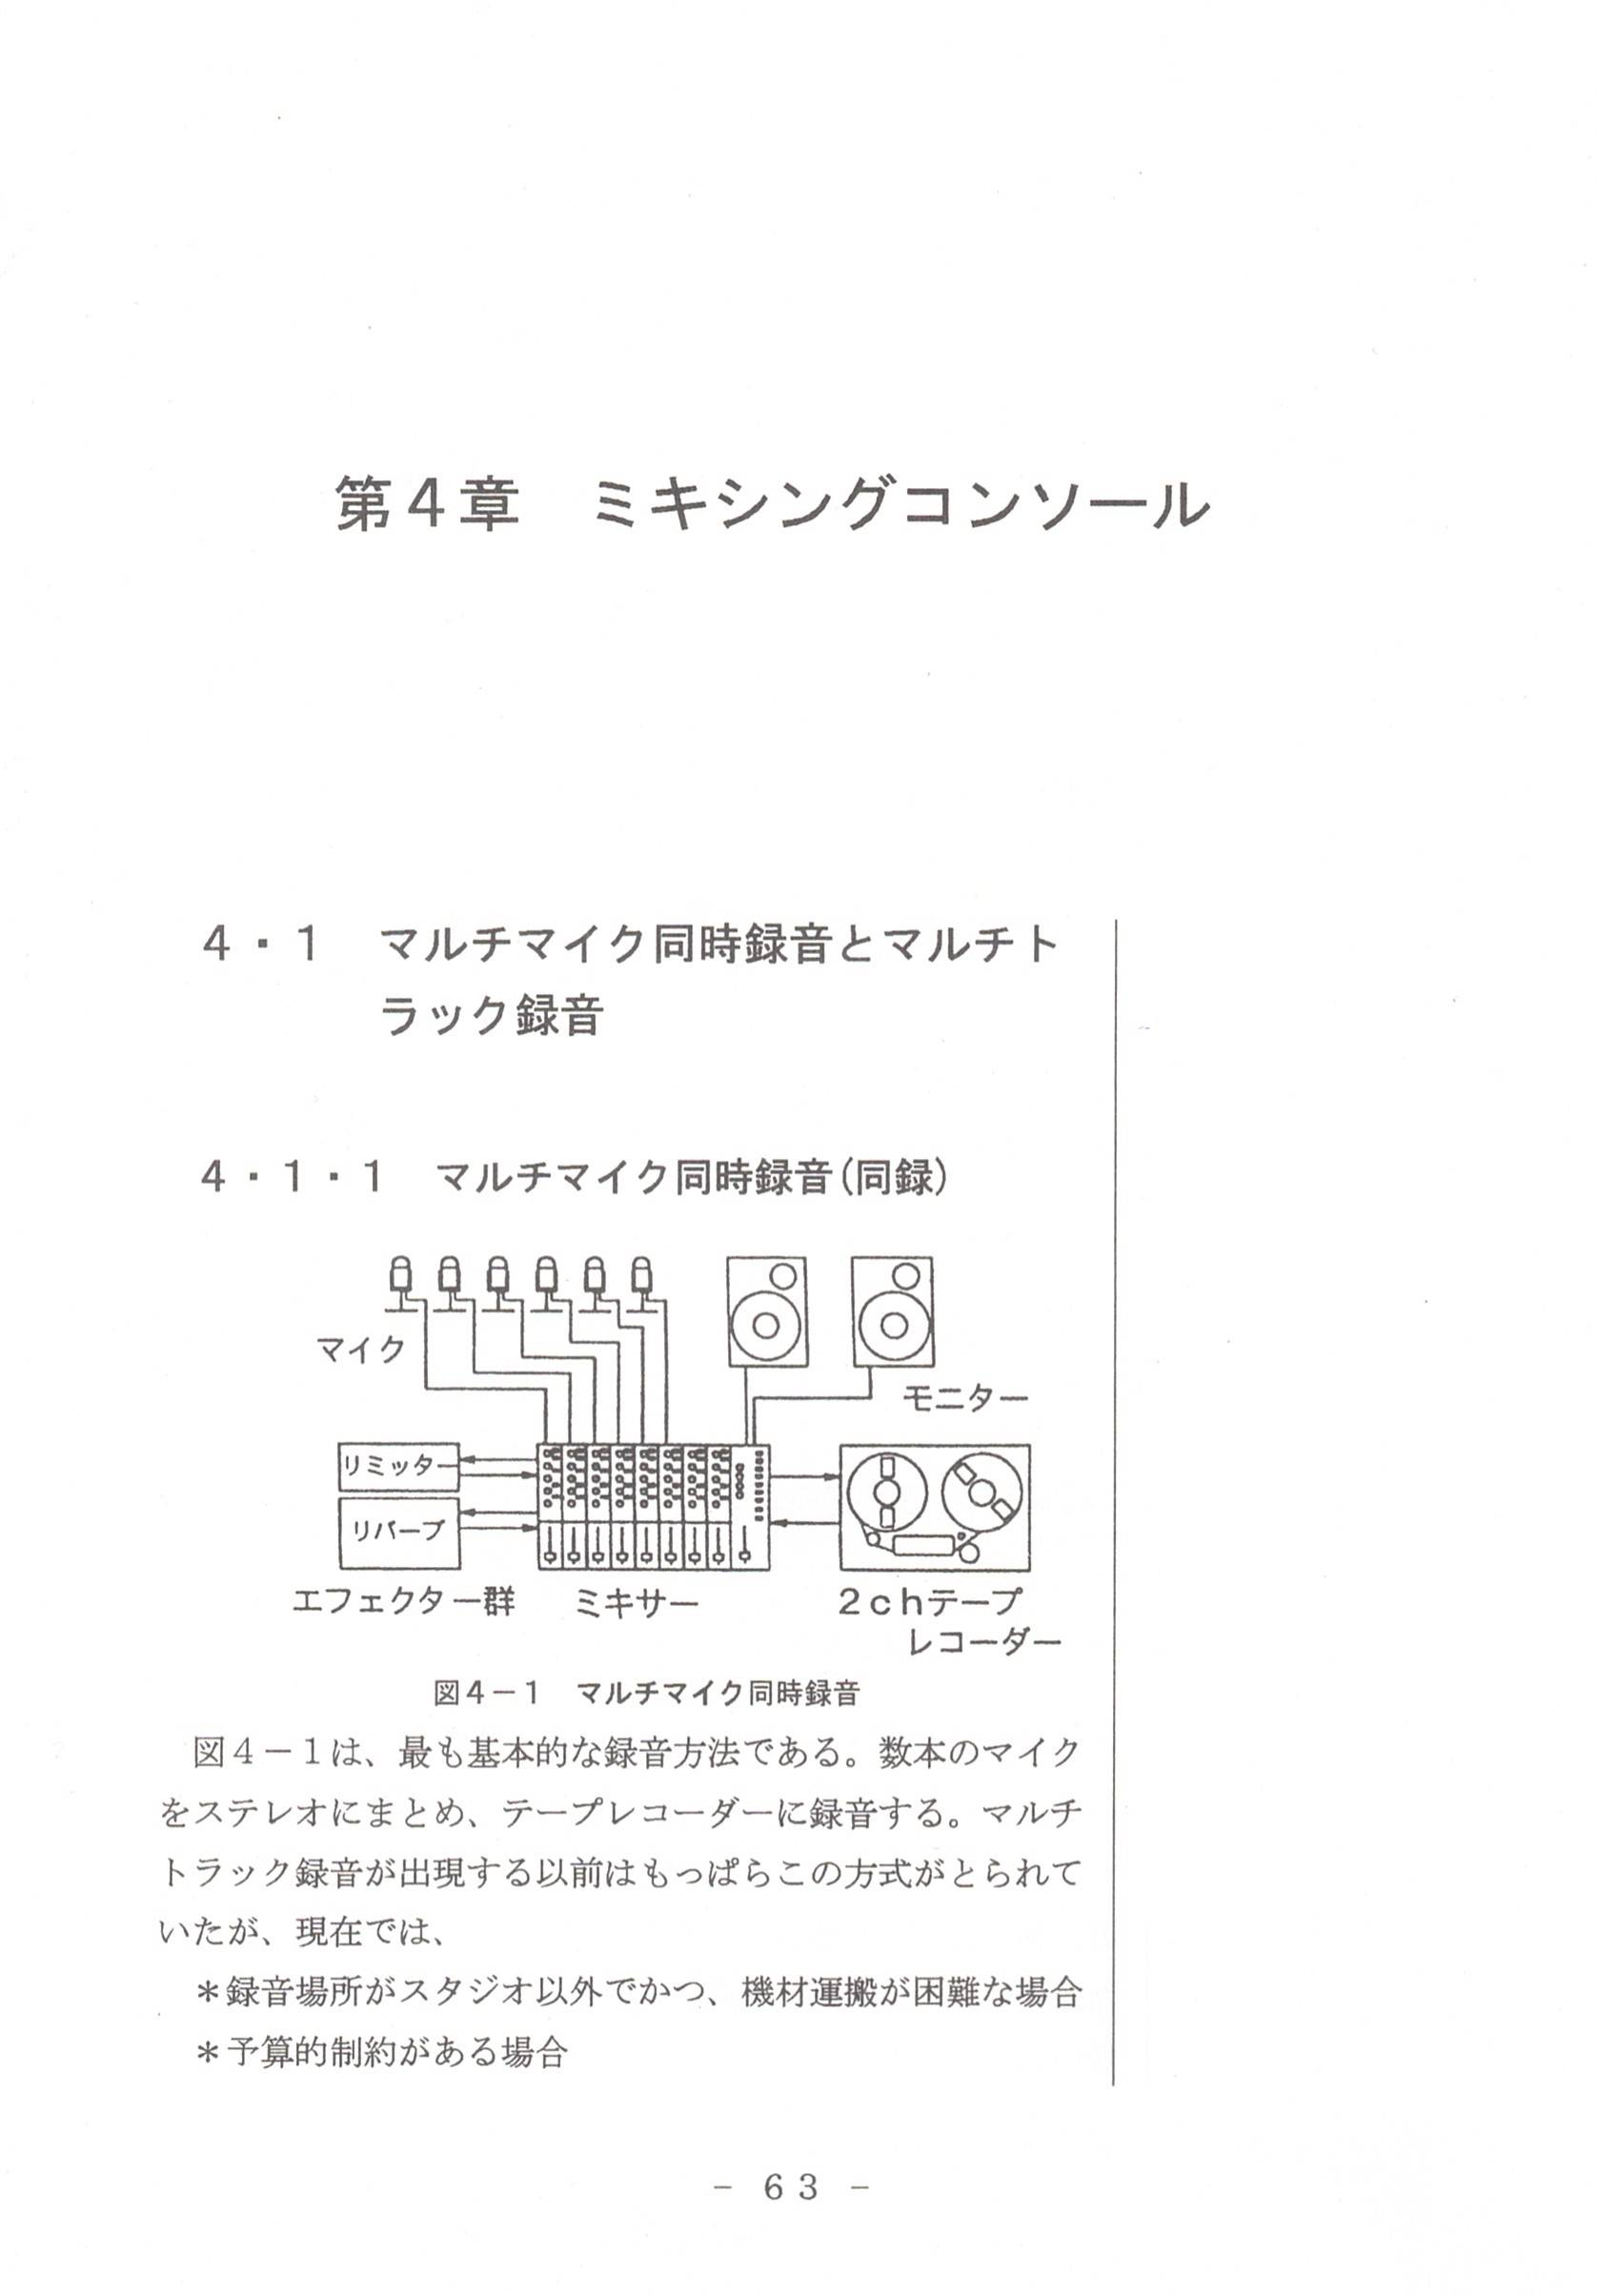 第４章　ミキシングコンソール
４・１　マルチマイク同時録音とマルチト
ラック録音
４・１・１　マルチマイク同時録音(同録)
マイク
モニター
リミッター
リバーブ
エフェクター群
ミキサー
２ｃｈテープ
レコーダー
図４－１　マルチマイク同時録音
図４－１は、最も基本的な録音方法である。数本のマイク
をステレオにまとめ、テープレコーダーに録音する。マルチ
トラック録音が出現する以前はもっぱらこの方式がとられて
いたが、現在では、
＊録音場所がスタジオ以外でかつ、機材運搬が困難な場合
＊予算的制約がある場合
－ ６３ －